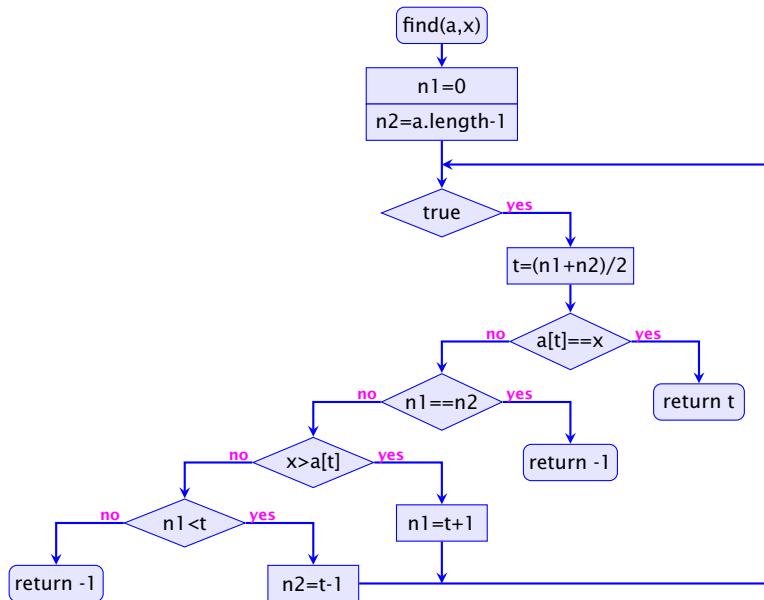 find(a,x)
n1=0
n2=a.length-1
true
yes
t=(n1+n2)/2
a[t]==x
no
yes
return t
n1==n2
no
yes
return -1
x>a[t]
no
yes
n1=t+1
n1<t
no
yes
return -1
n2=t-1